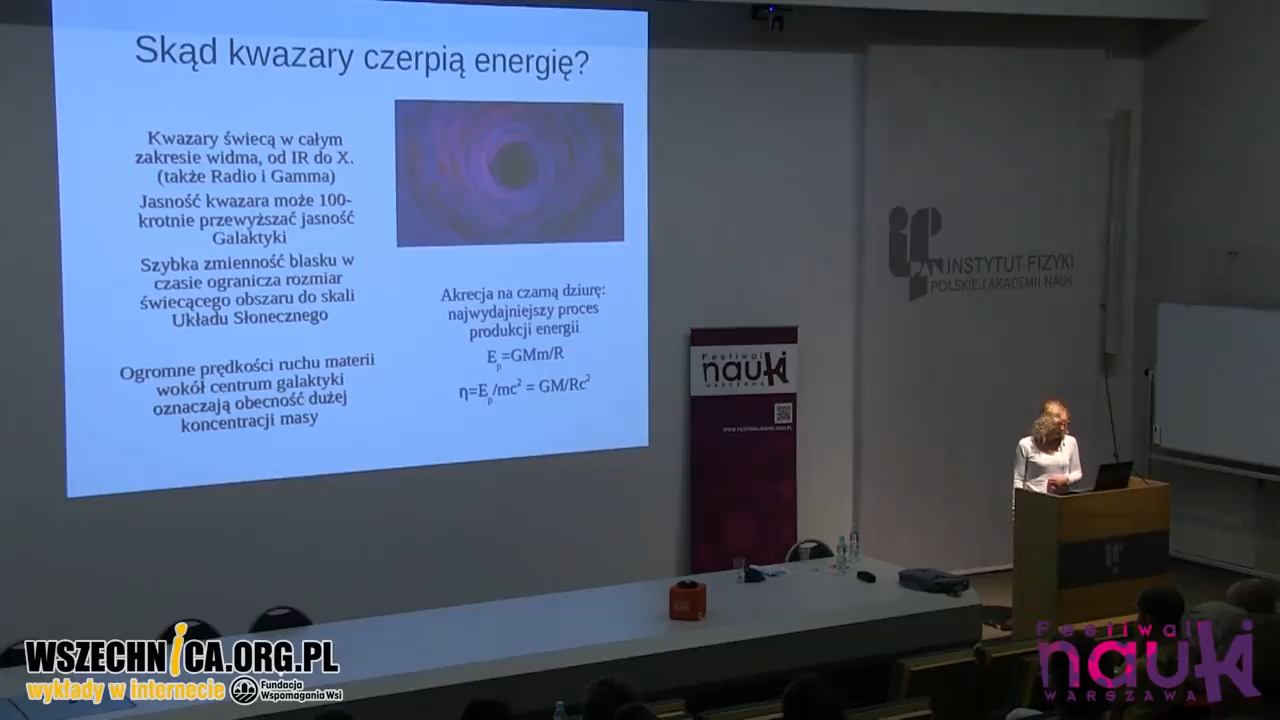 Skąd kwazary czerpią energię?
Kwazary świecą w całym
zakresie widma, od IR do X.
(także Radio i Gamma)
Jasność kwazara może 100-
krotnie przewyższać jasność
Galaktyki
Szybka zmienność blasku w
czasie ogranicza rozmiar
świecącego obszaru do skali
Układu Słonecznego
Ogromne prędkości ruchu materii
wokół centrum galaktyki
oznaczają obecność dużej
koncentracji masy
Akrecja na czarną dziurę:
najwydajniejszy proces
produkcji energii
Ep=GMm/R
η=Ep/mc² = GM/Rc²
INSTYTUT FIZYKI
POLSKIEJ AKADEMII NAUK
Festiwal
nauki
WARSZAWA
WWW.FESTIWALNAUKI.EDU.PL
WSZECHNICA.ORG.PL
wykłady w internecie
Fundacja
Wspomagania Wsi
Festiwal
nauki
WARSZAWA